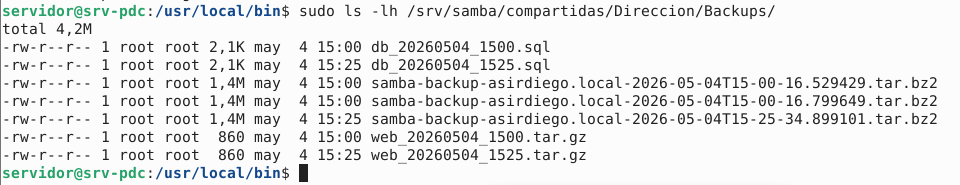 servidor@srv-pdc:/usr/local/bin$ sudo ls -lh /srv/samba/compartidas/Direccion/Backups/
total 4,2M
-rw-r--r-- 1 root root 2,1K may  4 15:00 db_20260504_1500.sql
-rw-r--r-- 1 root root 2,1K may  4 15:25 db_20260504_1525.sql
-rw-r--r-- 1 root root 1,4M may  4 15:00 samba-backup-asirdiego.local-2026-05-04T15-00-16.529429.tar.bz2
-rw-r--r-- 1 root root 1,4M may  4 15:00 samba-backup-asirdiego.local-2026-05-04T15-00-16.799649.tar.bz2
-rw-r--r-- 1 root root 1,4M may  4 15:25 samba-backup-asirdiego.local-2026-05-04T15-25-34.899101.tar.bz2
-rw-r--r-- 1 root root  860 may  4 15:00 web_20260504_1500.tar.gz
-rw-r--r-- 1 root root  860 may  4 15:25 web_20260504_1525.tar.gz
servidor@srv-pdc:/usr/local/bin$